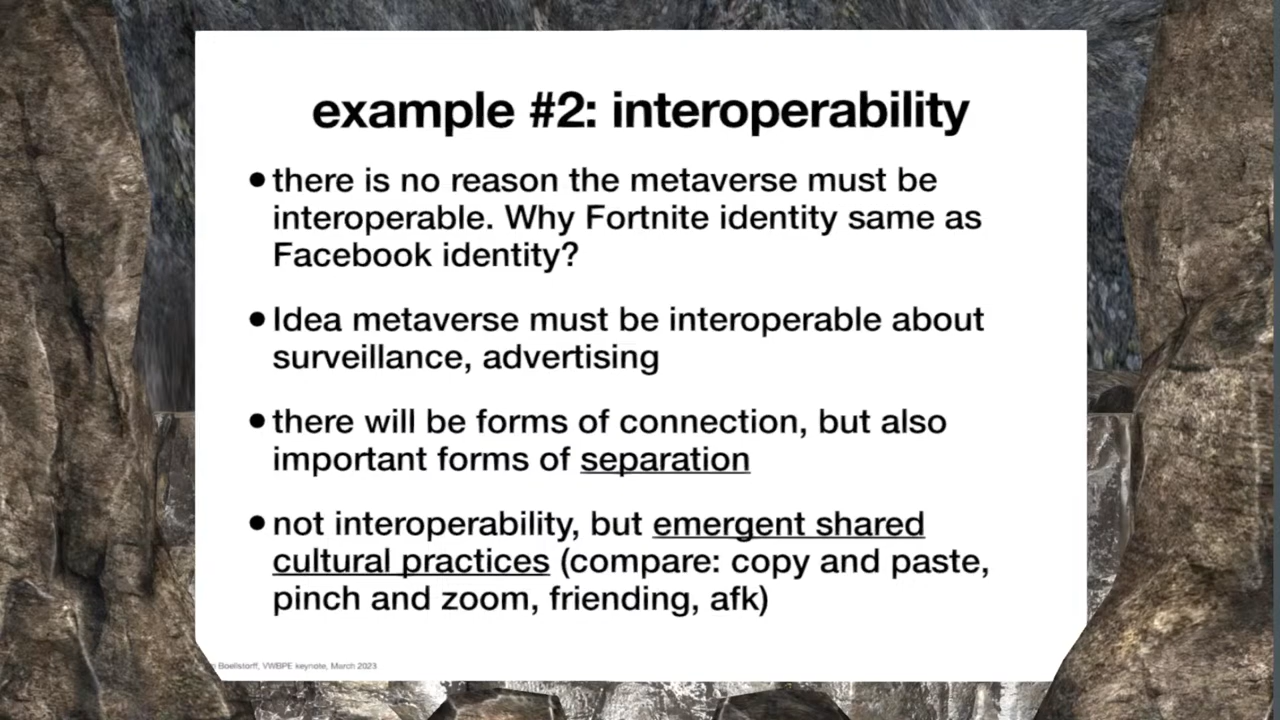 example #2: interoperability
• there is no reason the metaverse must be
interoperable. Why Fortnite identity same as
Facebook identity?
• Idea metaverse must be interoperable about
surveillance, advertising
• there will be forms of connection, but also
important forms of separation
• not interoperability, but emergent shared
cultural practices (compare: copy and paste,
pinch and zoom, friending, afk)
Boellstorff, VWBPE keynote, March 2023